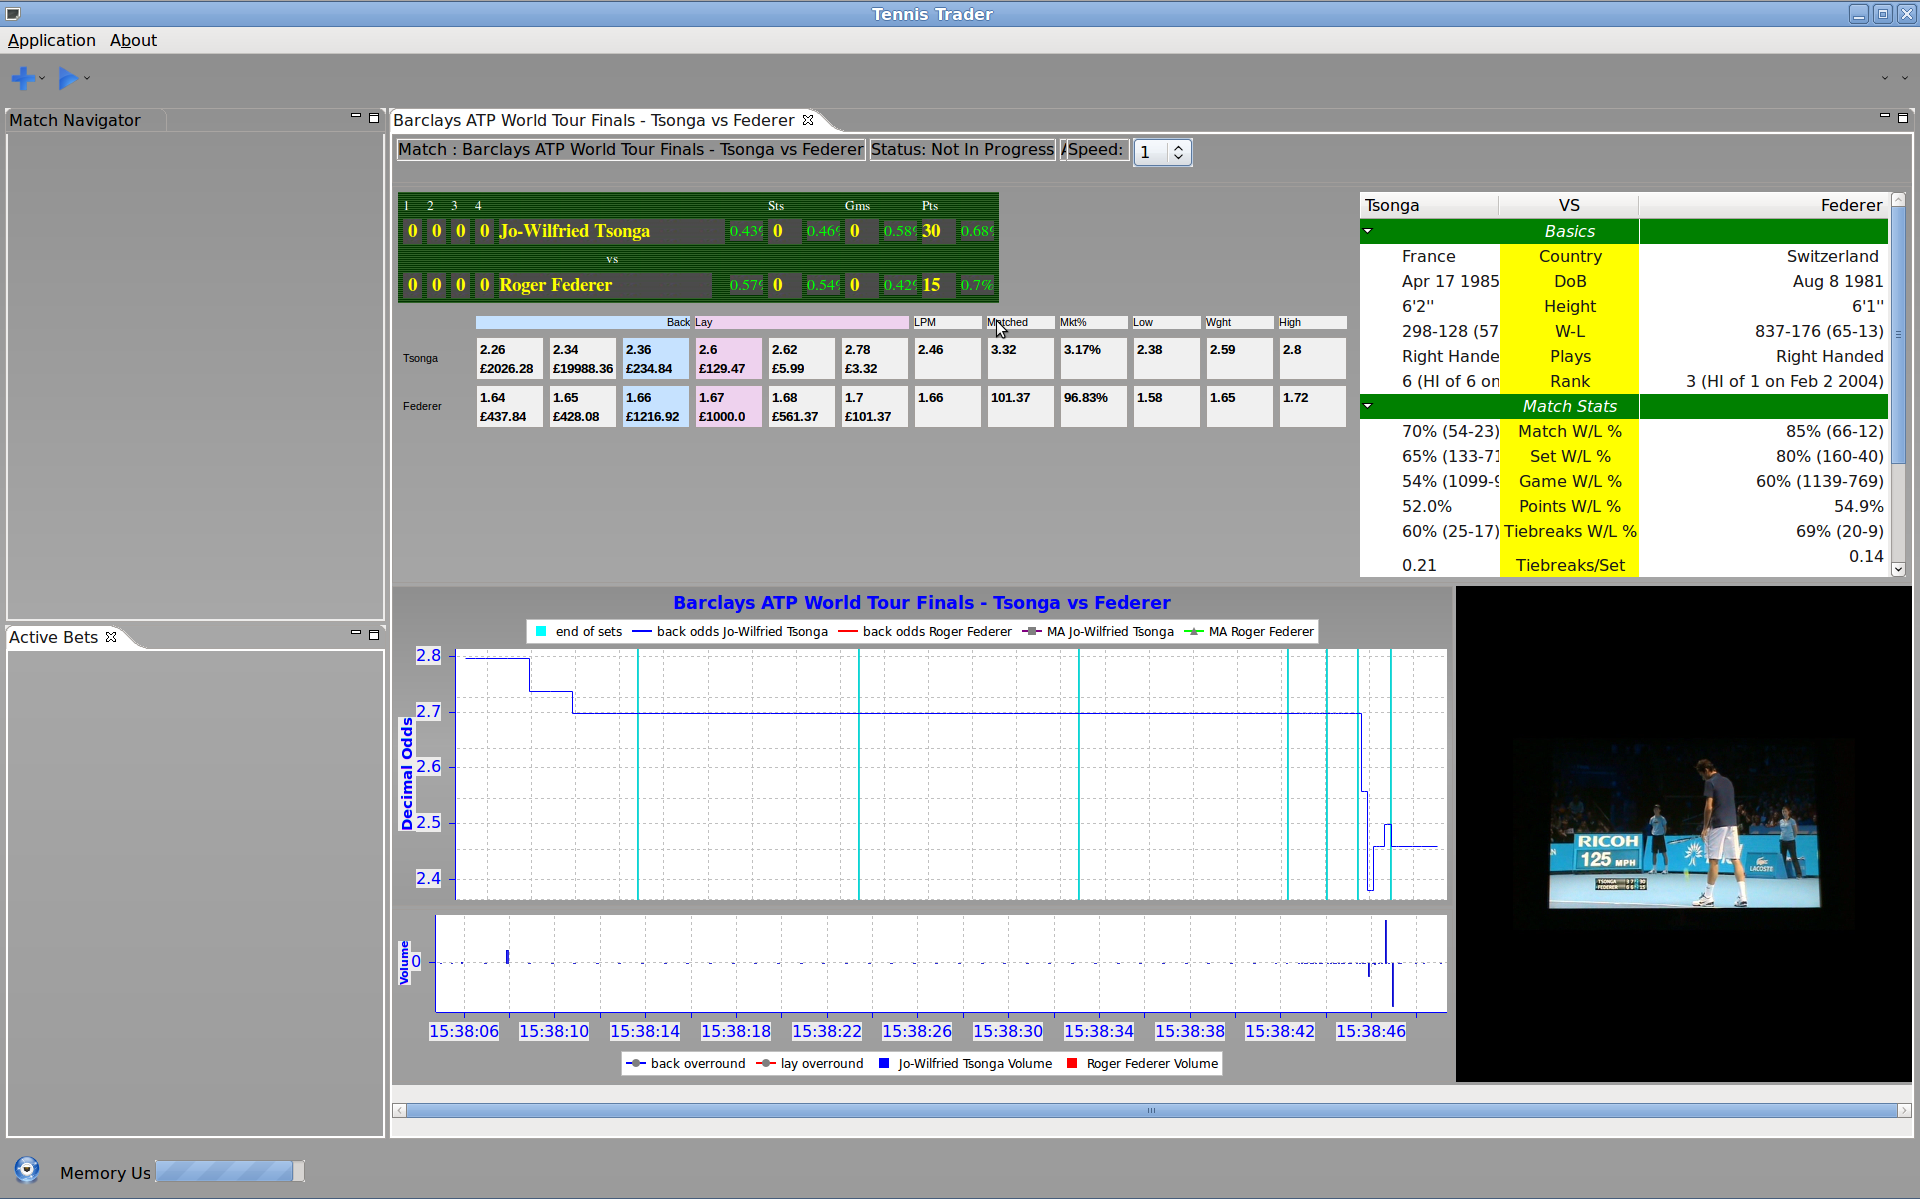 Tennis Trader
Application About
Match Navigator
Barclays ATP World Tour Finals - Tsonga vs Federer
Match : Barclays ATP World Tour Finals - Tsonga vs Federer Status: Not In Progress Speed: 1
1 2 3 4 Sts Gms Pts
0 0 0 0 Jo-Wilfried Tsonga 0.43 0 0.46 0 0.58 30 0.68
vs
0 0 0 0 Roger Federer 0.57 0 0.54 0 0.42 15 0.7%
Back Lay LPM Matched Mkt% Low Wght High
Tsonga
2.26 2.34 2.36 2.6 2.62 2.78 2.46 3.32 3.17% 2.38 2.59 2.8
£2026.28 £19988.36 £234.84 £129.47 £5.99 £3.32
Federer
1.64 1.65 1.66 1.67 1.68 1.7 1.66 101.37 96.83% 1.58 1.65 1.72
£437.84 £428.08 £1216.92 £1000.0 £561.37 £101.37
Tsonga VS Federer
Basics
France Country Switzerland
Apr 17 1985 DoB Aug 8 1981
6'2'' Height 6'1''
298-128 (57 W-L 837-176 (65-13)
Right Hande Plays Right Handed
6 (HI of 6 on Rank 3 (HI of 1 on Feb 2 2004)
Match Stats
70% (54-23) Match W/L % 85% (66-12)
65% (133-71 Set W/L % 80% (160-40)
54% (1099-9 Game W/L % 60% (1139-769)
52.0% Points W/L % 54.9%
60% (25-17) Tiebreaks W/L % 69% (20-9)
0.21 Tiebreaks/Set 0.14
Active Bets
Barclays ATP World Tour Finals - Tsonga vs Federer
end of sets back odds Jo-Wilfried Tsonga back odds Roger Federer MA Jo-Wilfried Tsonga MA Roger Federer
Decimal Odds
2.8
2.7
2.6
2.5
2.4
Volume
0
15:38:06 15:38:10 15:38:14 15:38:18 15:38:22 15:38:26 15:38:30 15:38:34 15:38:38 15:38:42 15:38:46
back overround lay overround Jo-Wilfried Tsonga Volume Roger Federer Volume
RICOH
125 MPH
LACOSTE
TSONGA
FEDERER
Memory Us